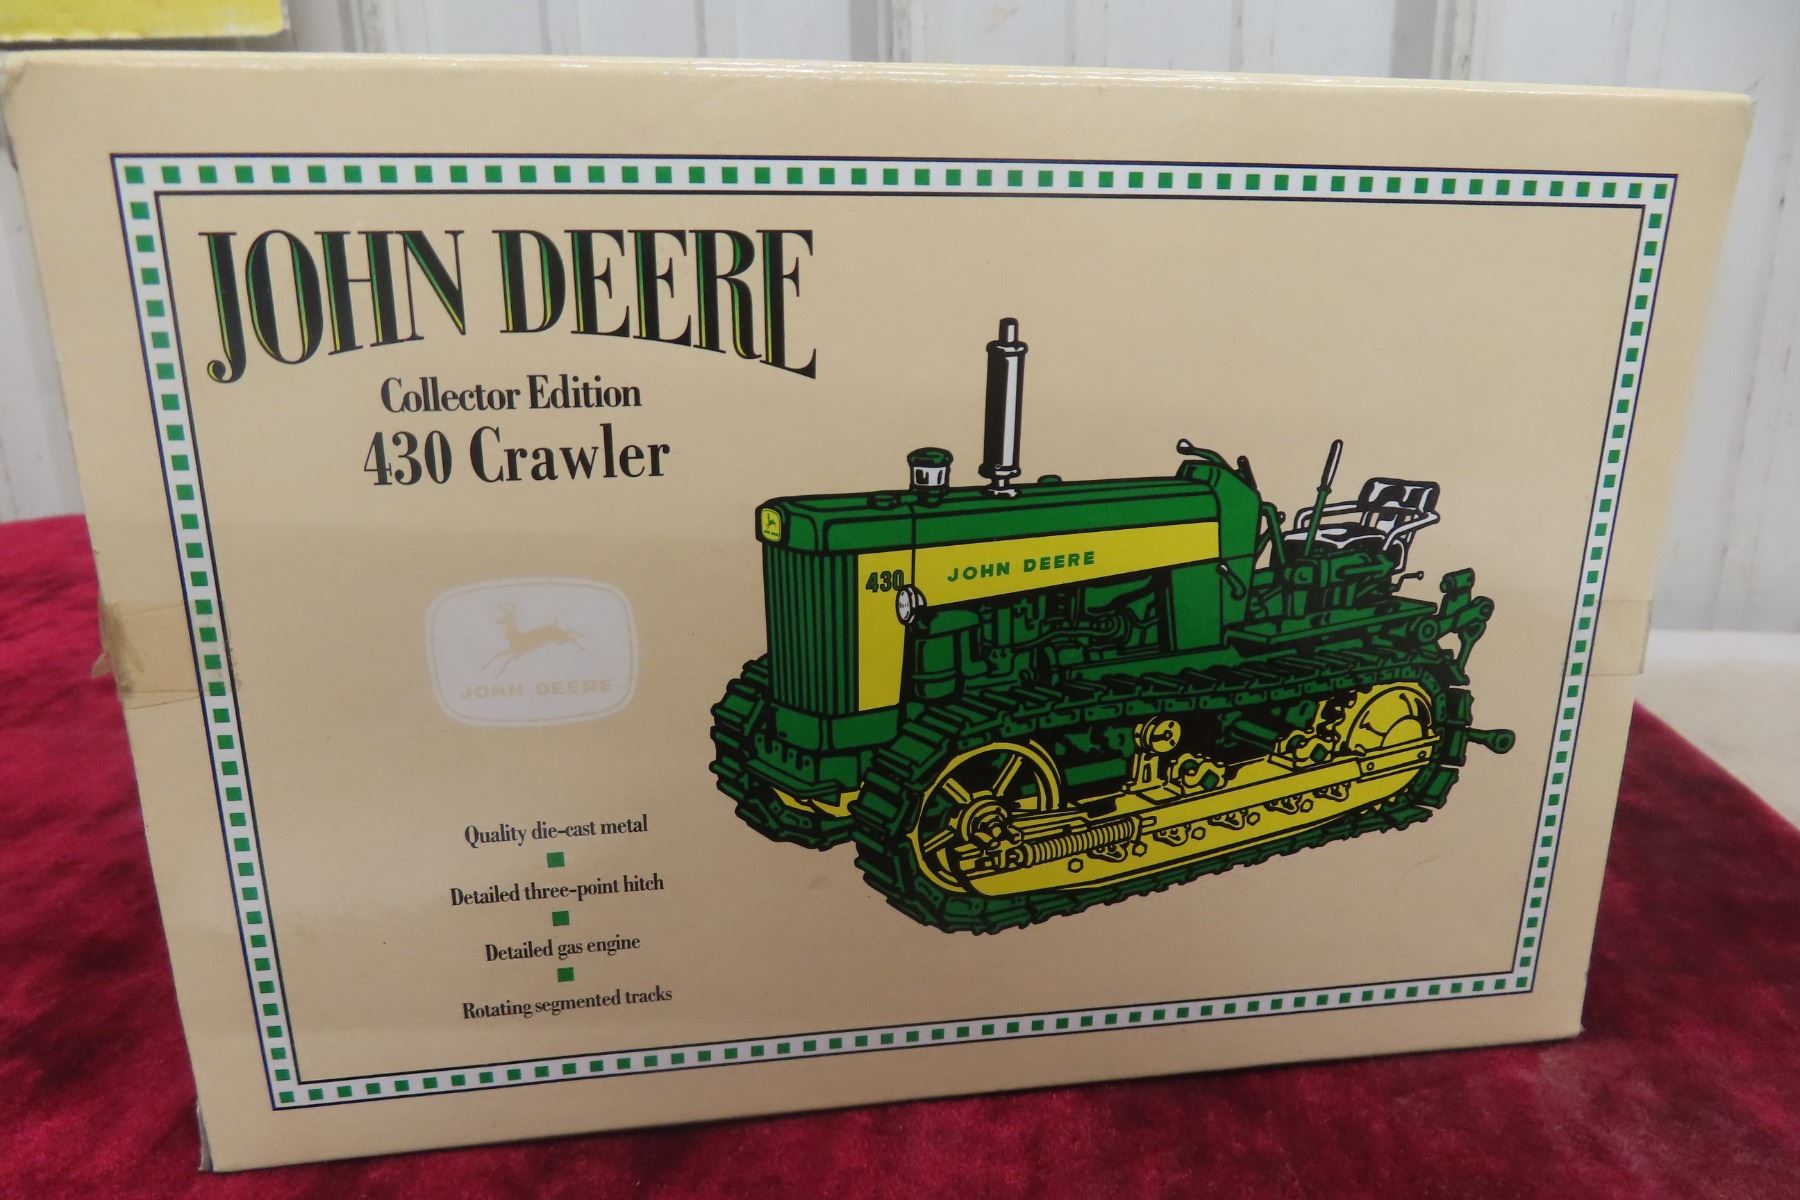 JOHN DEERE
Collector Edition
430 Crawler
JOHN DEERE
430
JOHN DEERE
Quality die-cast metal
Detailed three-point hitch
Detailed gas engine
Rotating segmented tracks